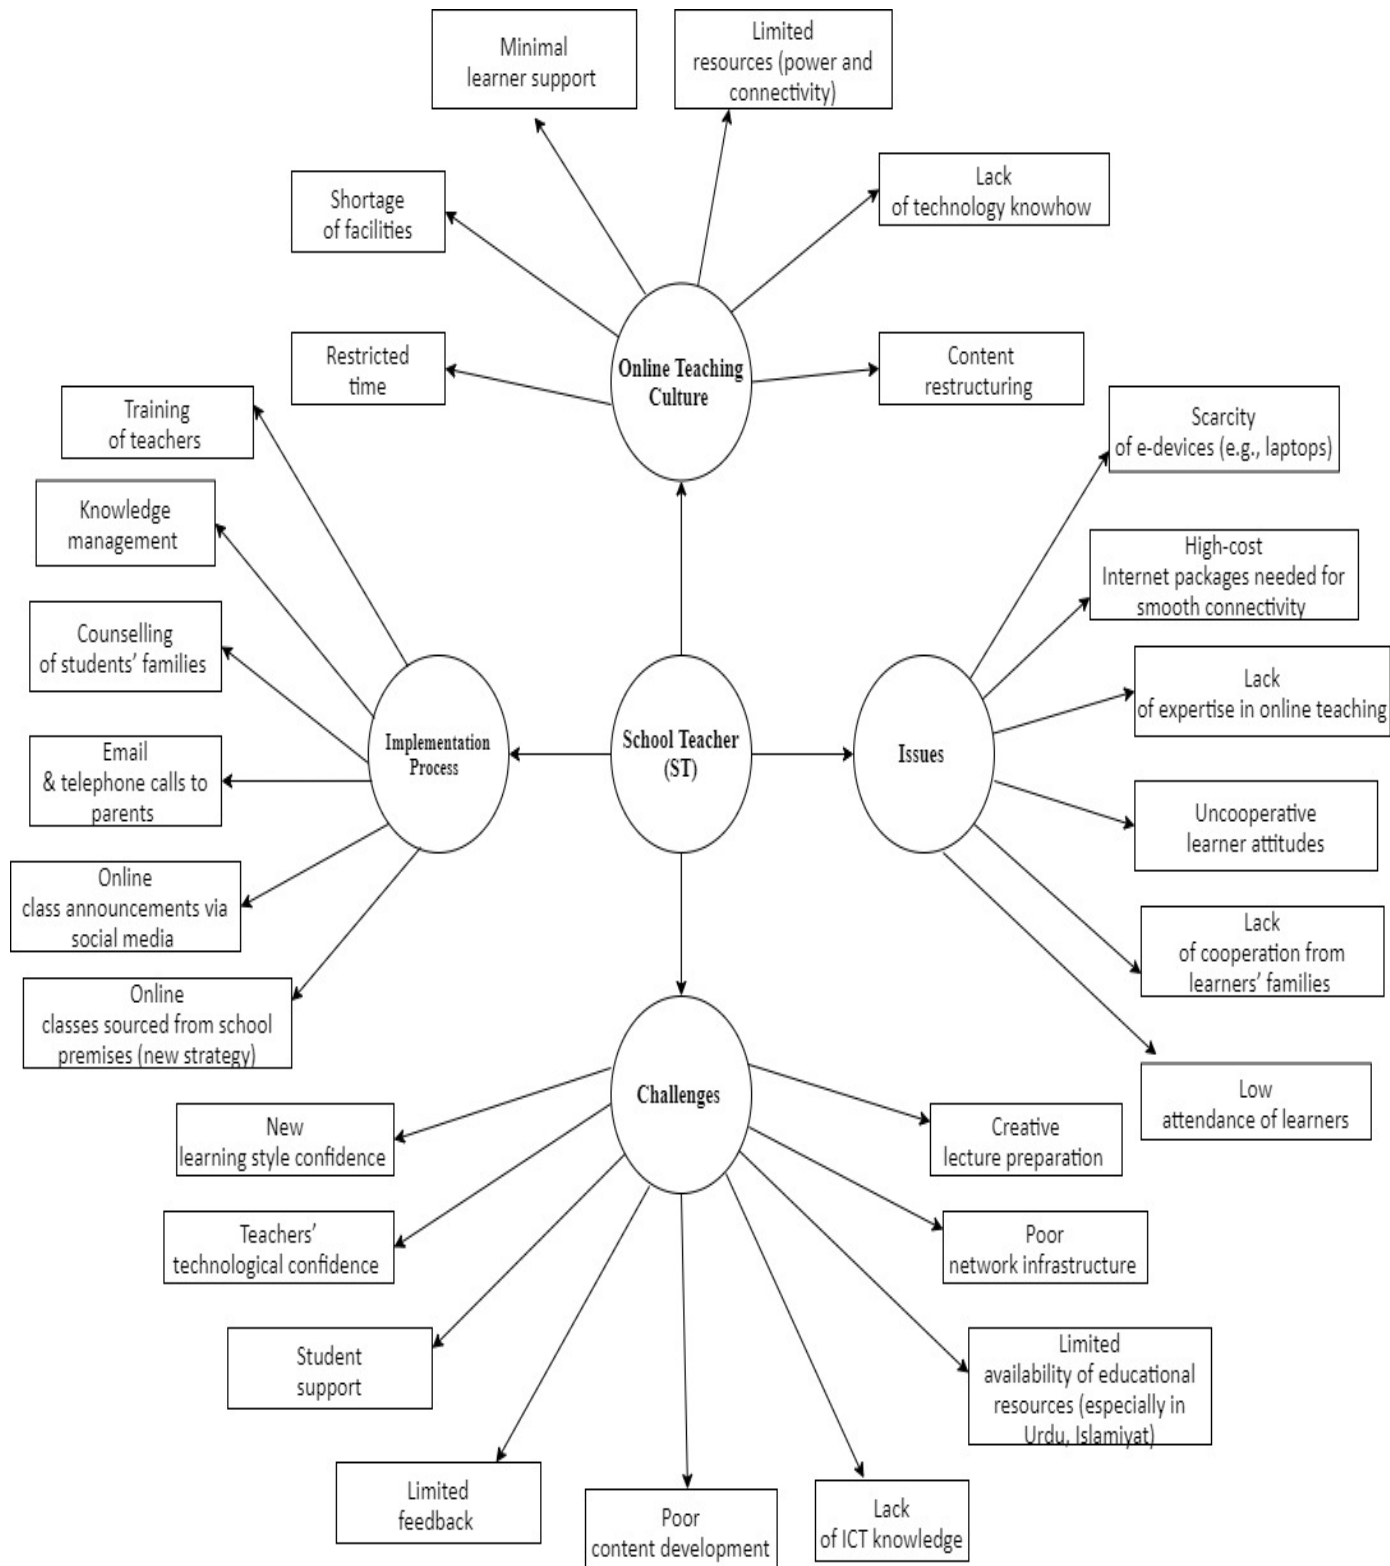 Minimal
learner support
Limited
resources (power and
connectivity)
Shortage
of facilities
Lack
of technology knowhow
Restricted
time
Online Teaching
Culture
Content
restructuring
Training
of teachers
Knowledge
management
Counselling
of students’ families
Email
& telephone calls to
parents
Online
class announcements via
social media
Online
classes sourced from school
premises (new strategy)
Implementation
Process
School Teacher
(ST)
Issues
Scarcity
of e-devices (e.g., laptops)
High-cost
Internet packages needed for
smooth connectivity
Lack
of expertise in online teaching
Uncooperative
learner attitudes
Lack
of cooperation from
learners’ families
Low
attendance of learners
Challenges
New
learning style confidence
Teachers’
technological confidence
Student
support
Limited
feedback
Poor
content development
Lack
of ICT knowledge
Limited
availability of educational
resources (especially in
Urdu, Islamiyat)
Poor
network infrastructure
Creative
lecture preparation